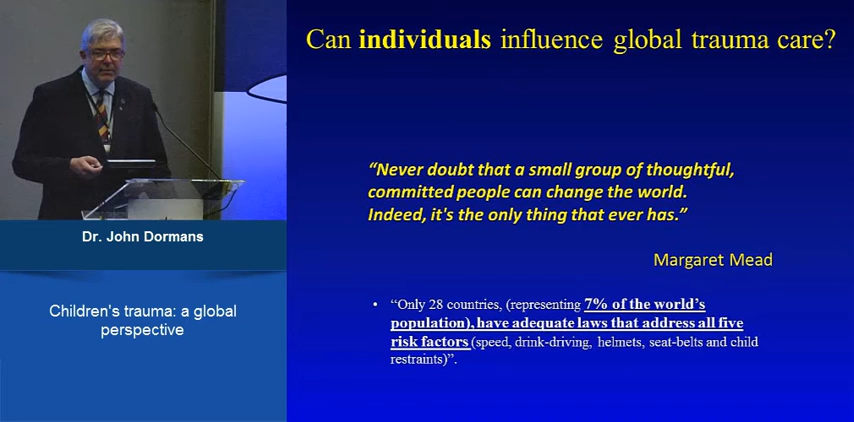 Can individuals influence global trauma care?
“Never doubt that a small group of thoughtful,
committed people can change the world.
Indeed, it's the only thing that ever has.”
Margaret Mead
• “Only 28 countries, (representing 7% of the world’s
population), have adequate laws that address all five
risk factors (speed, drink-driving, helmets, seat-belts and child
restraints)”.
Dr. John Dormans
Children's trauma: a global
perspective